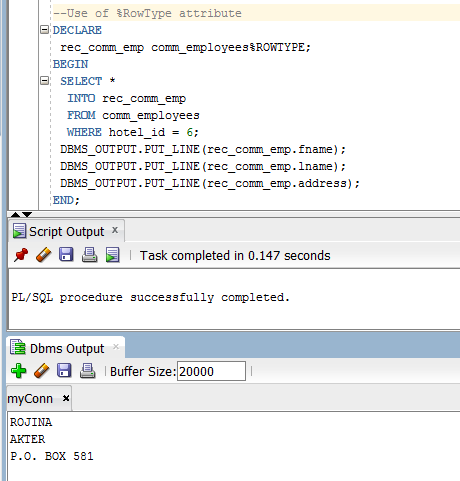 --Use of %RowType attribute
DECLARE
rec_comm_emp comm_employees%ROWTYPE;
BEGIN
SELECT *
INTO rec_comm_emp
FROM comm_employees
WHERE hotel_id = 6;
DBMS_OUTPUT.PUT_LINE(rec_comm_emp.fname);
DBMS_OUTPUT.PUT_LINE(rec_comm_emp.lname);
DBMS_OUTPUT.PUT_LINE(rec_comm_emp.address);
END;
Script Output x
Task completed in 0.147 seconds
PL/SQL procedure successfully completed.
Dbms Output x
Buffer Size: 20000
myConn x
ROJINA
AKTER
P.O. BOX 581